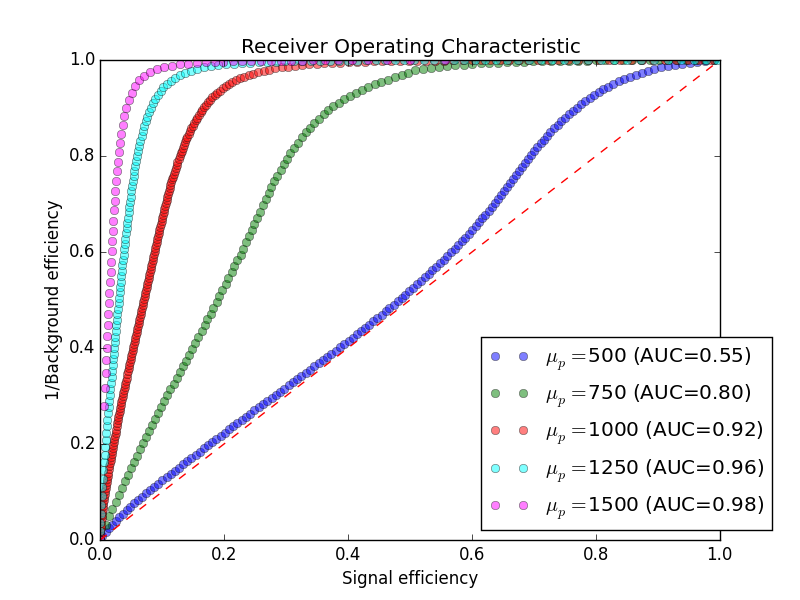 Receiver Operating Characteristic
1.0
0.8
0.6
0.4
0.2
0.0
1/Background efficiency
0.0 0.2 0.4 0.6 0.8 1.0
Signal efficiency
μp =500 (AUC=0.55)
μp =750 (AUC=0.80)
μp =1000 (AUC=0.92)
μp =1250 (AUC=0.96)
μp =1500 (AUC=0.98)